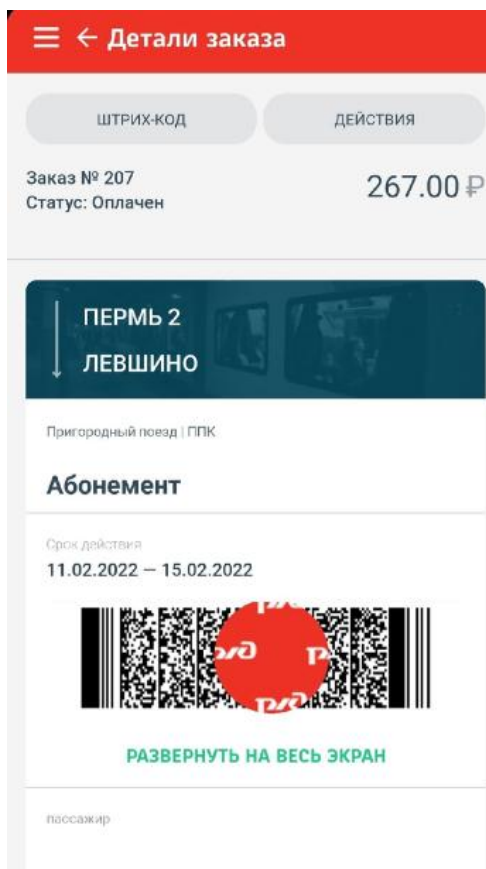 Детали заказа
ШТРИХ-КОД
ДЕЙСТВИЯ
Заказ № 207
Статус: Оплачен
267.00 ₽
ПЕРМЬ 2
ЛЕВШИНО
Пригородный поезд | ППК
Абонемент
Срок действия
11.02.2022 — 15.02.2022
РАЗВЕРНУТЬ НА ВЕСЬ ЭКРАН
пассажир